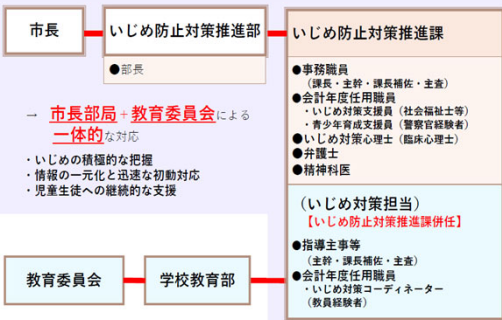 市長
いじめ防止対策推進部
●部長
→ 市長部局+教育委員会による
一体的な対応
・いじめの積極的な把握
・情報の一元化と迅速な初動対応
・児童生徒への継続的な支援
教育委員会
学校教育部
いじめ防止対策推進課
●事務職員
(課長・主幹・課長補佐・主査)
●会計年度任用職員
・いじめ対策支援員(社会福祉士等)
・青少年育成支援員(警察官経験者)
●いじめ対策心理士(臨床心理士)
●弁護士
●精神科医
(いじめ対策担当)
【いじめ防止対策推進課併任】
●指導主事等
(主幹・課長補佐・主査)
●会計年度任用職員
・いじめ対策コーディネーター
(教員経験者)